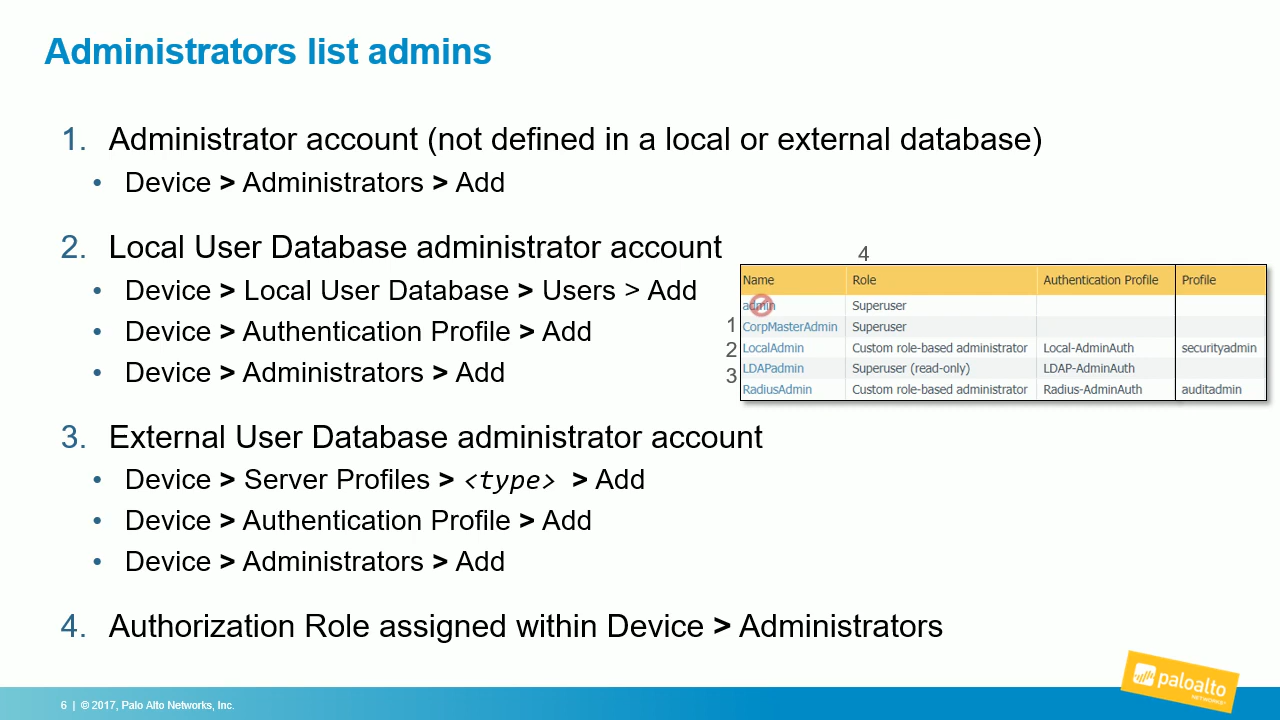 Administrators list admins
1. Administrator account (not defined in a local or external database)
• Device > Administrators > Add
2. Local User Database administrator account
• Device > Local User Database > Users > Add
• Device > Authentication Profile > Add
• Device > Administrators > Add
4
Name Role Authentication Profile Profile
admin Superuser
1 CorpMasterAdmin Superuser
2 LocalAdmin Custom role-based administrator Local-AdminAuth securityadmin
3 LDAPadmin Superuser (read-only) LDAP-AdminAuth
RadiusAdmin Custom role-based administrator Radius-AdminAuth auditadmin
3. External User Database administrator account
• Device > Server Profiles > <type> > Add
• Device > Authentication Profile > Add
• Device > Administrators > Add
4. Authorization Role assigned within Device > Administrators
paloalto
NETWORKS
6 | © 2017, Palo Alto Networks, Inc.